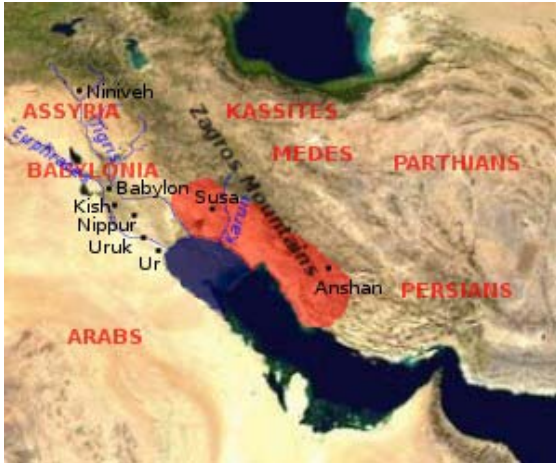 Niniveh
ASSYRIA
KASSITES
Zagros Mountains
Tigris
Euphrates
MEDES
PARTHIANS
BABYLONIA
Babylon
Susa
Kish
Karun
Nippur
Uruk
Ur
Anshan
PERSIANS
ARABS